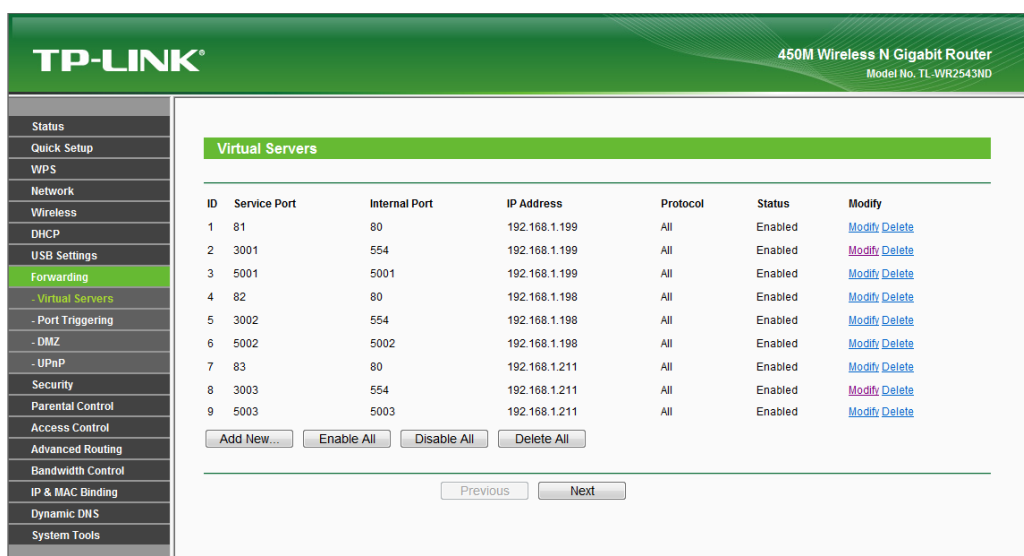 TP-LINK®
450M Wireless N Gigabit Router
Model No. TL-WR2543ND
Status
Quick Setup
WPS
Network
Wireless
DHCP
USB Settings
Forwarding
- Virtual Servers
- Port Triggering
- DMZ
- UPnP
Security
Parental Control
Access Control
Advanced Routing
Bandwidth Control
IP & MAC Binding
Dynamic DNS
System Tools
Virtual Servers
ID Service Port Internal Port IP Address Protocol Status Modify
1 81 80 192.168.1.199 All Enabled Modify Delete
2 3001 554 192.168.1.199 All Enabled Modify Delete
3 5001 5001 192.168.1.199 All Enabled Modify Delete
4 82 80 192.168.1.198 All Enabled Modify Delete
5 3002 554 192.168.1.198 All Enabled Modify Delete
6 5002 5002 192.168.1.198 All Enabled Modify Delete
7 83 80 192.168.1.211 All Enabled Modify Delete
8 3003 554 192.168.1.211 All Enabled Modify Delete
9 5003 5003 192.168.1.211 All Enabled Modify Delete
Add New... Enable All Disable All Delete All
Previous Next